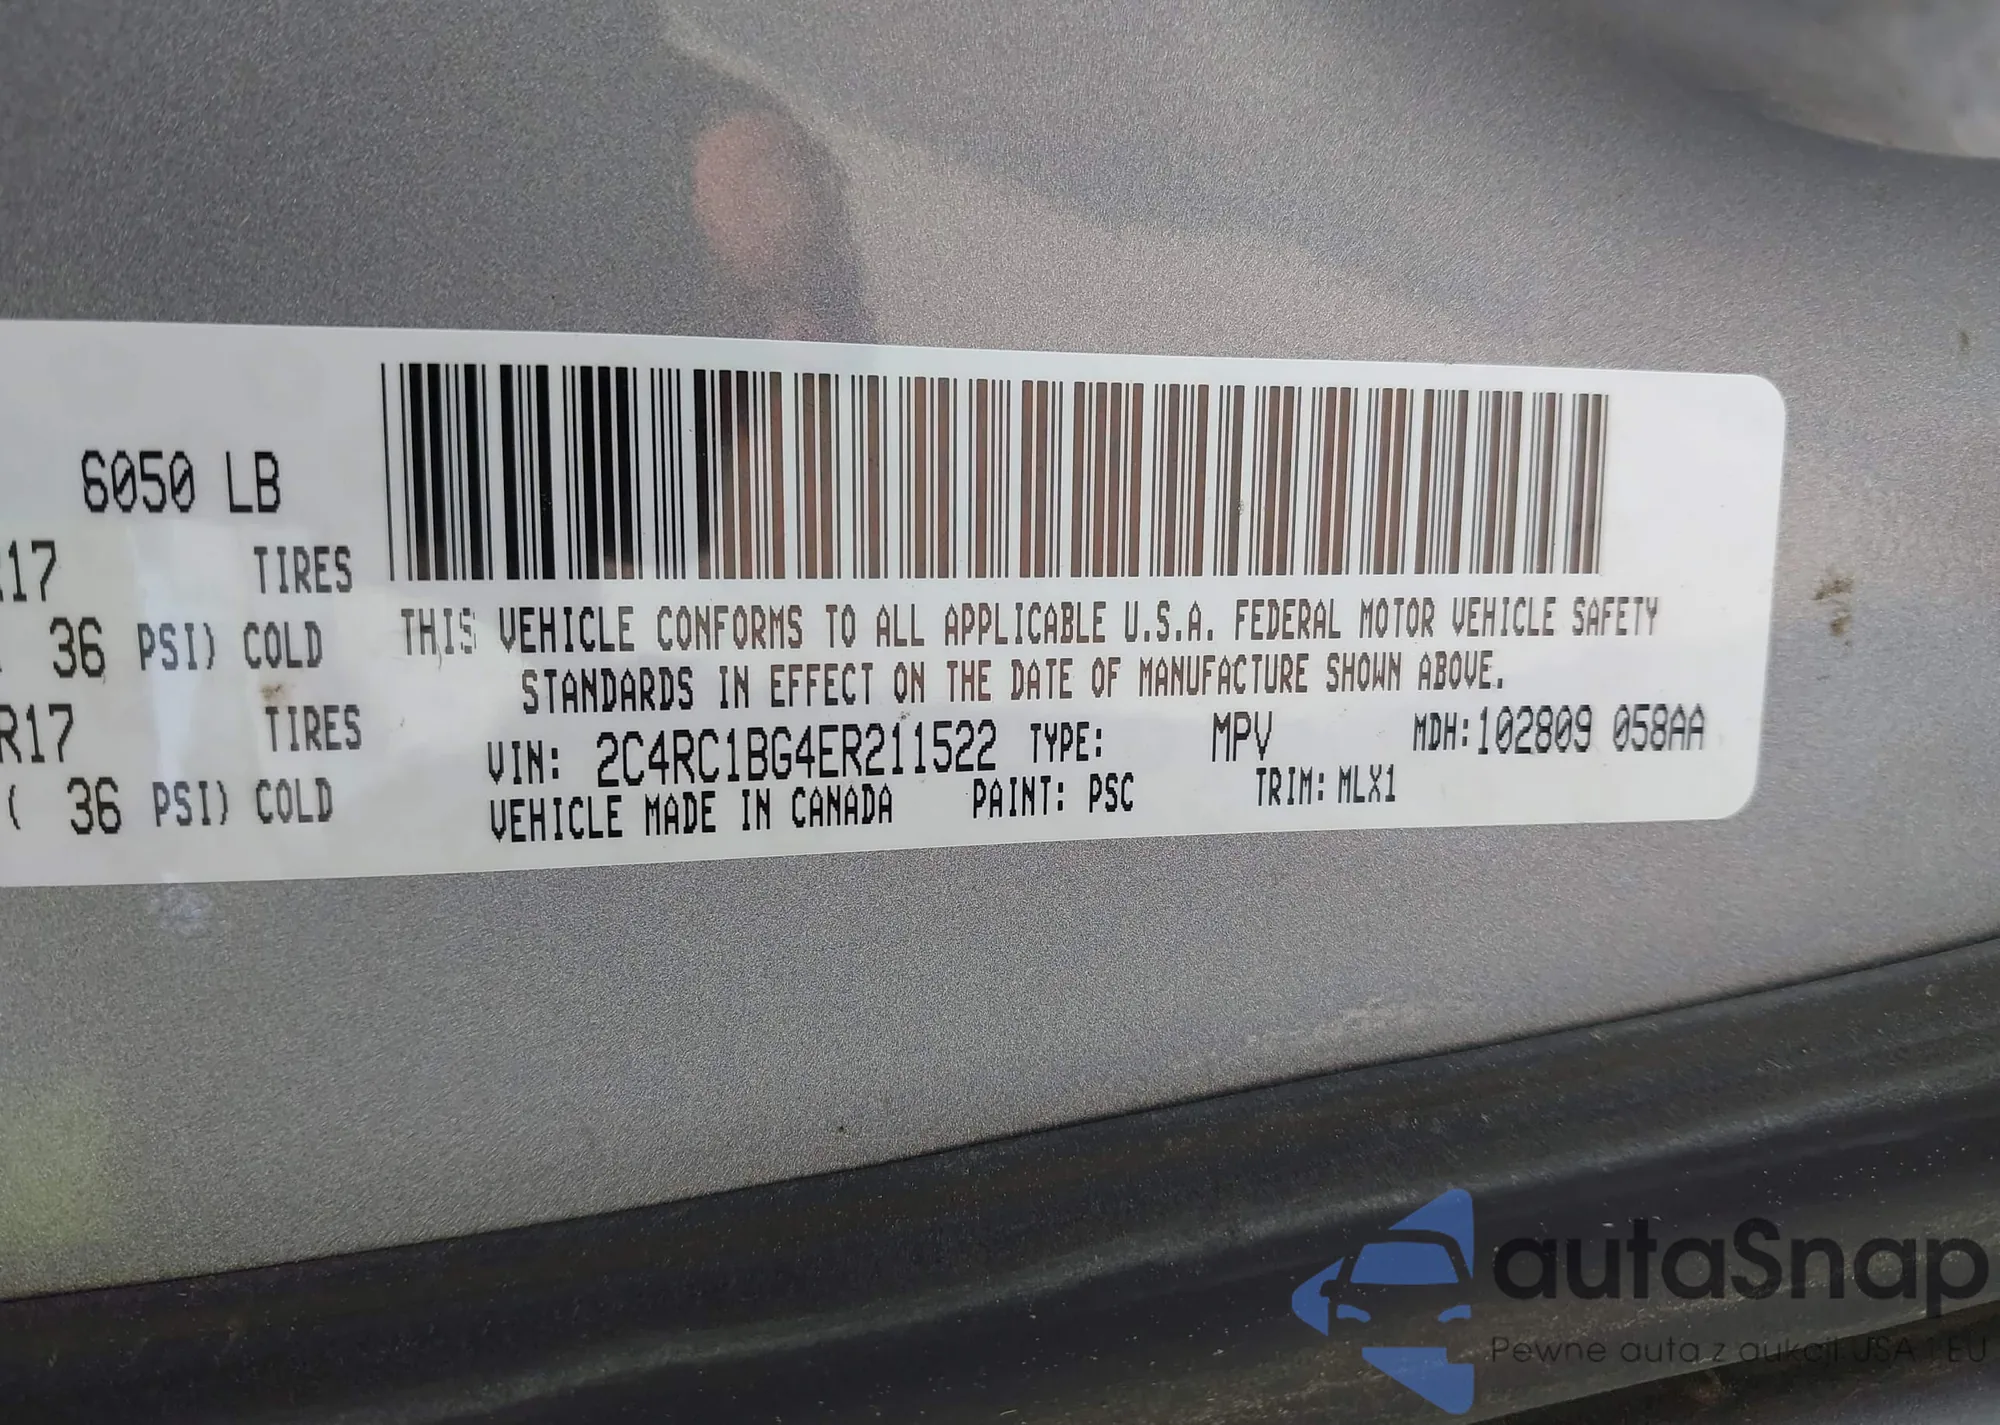 6050 LB
R17 TIRES
36 PSI) COLD
R17 TIRES
( 36 PSI) COLD
THIS VEHICLE CONFORMS TO ALL APPLICABLE U.S.A. FEDERAL MOTOR VEHICLE SAFETY
STANDARDS IN EFFECT ON THE DATE OF MANUFACTURE SHOWN ABOVE.
VIN: 2C4RC1BG4ER211522 TYPE: MPV MDH:102809 058AA
VEHICLE MADE IN CANADA PAINT: PSC TRIM: MLX1
autaSnap
Pewne auta z aukcji USA i EU